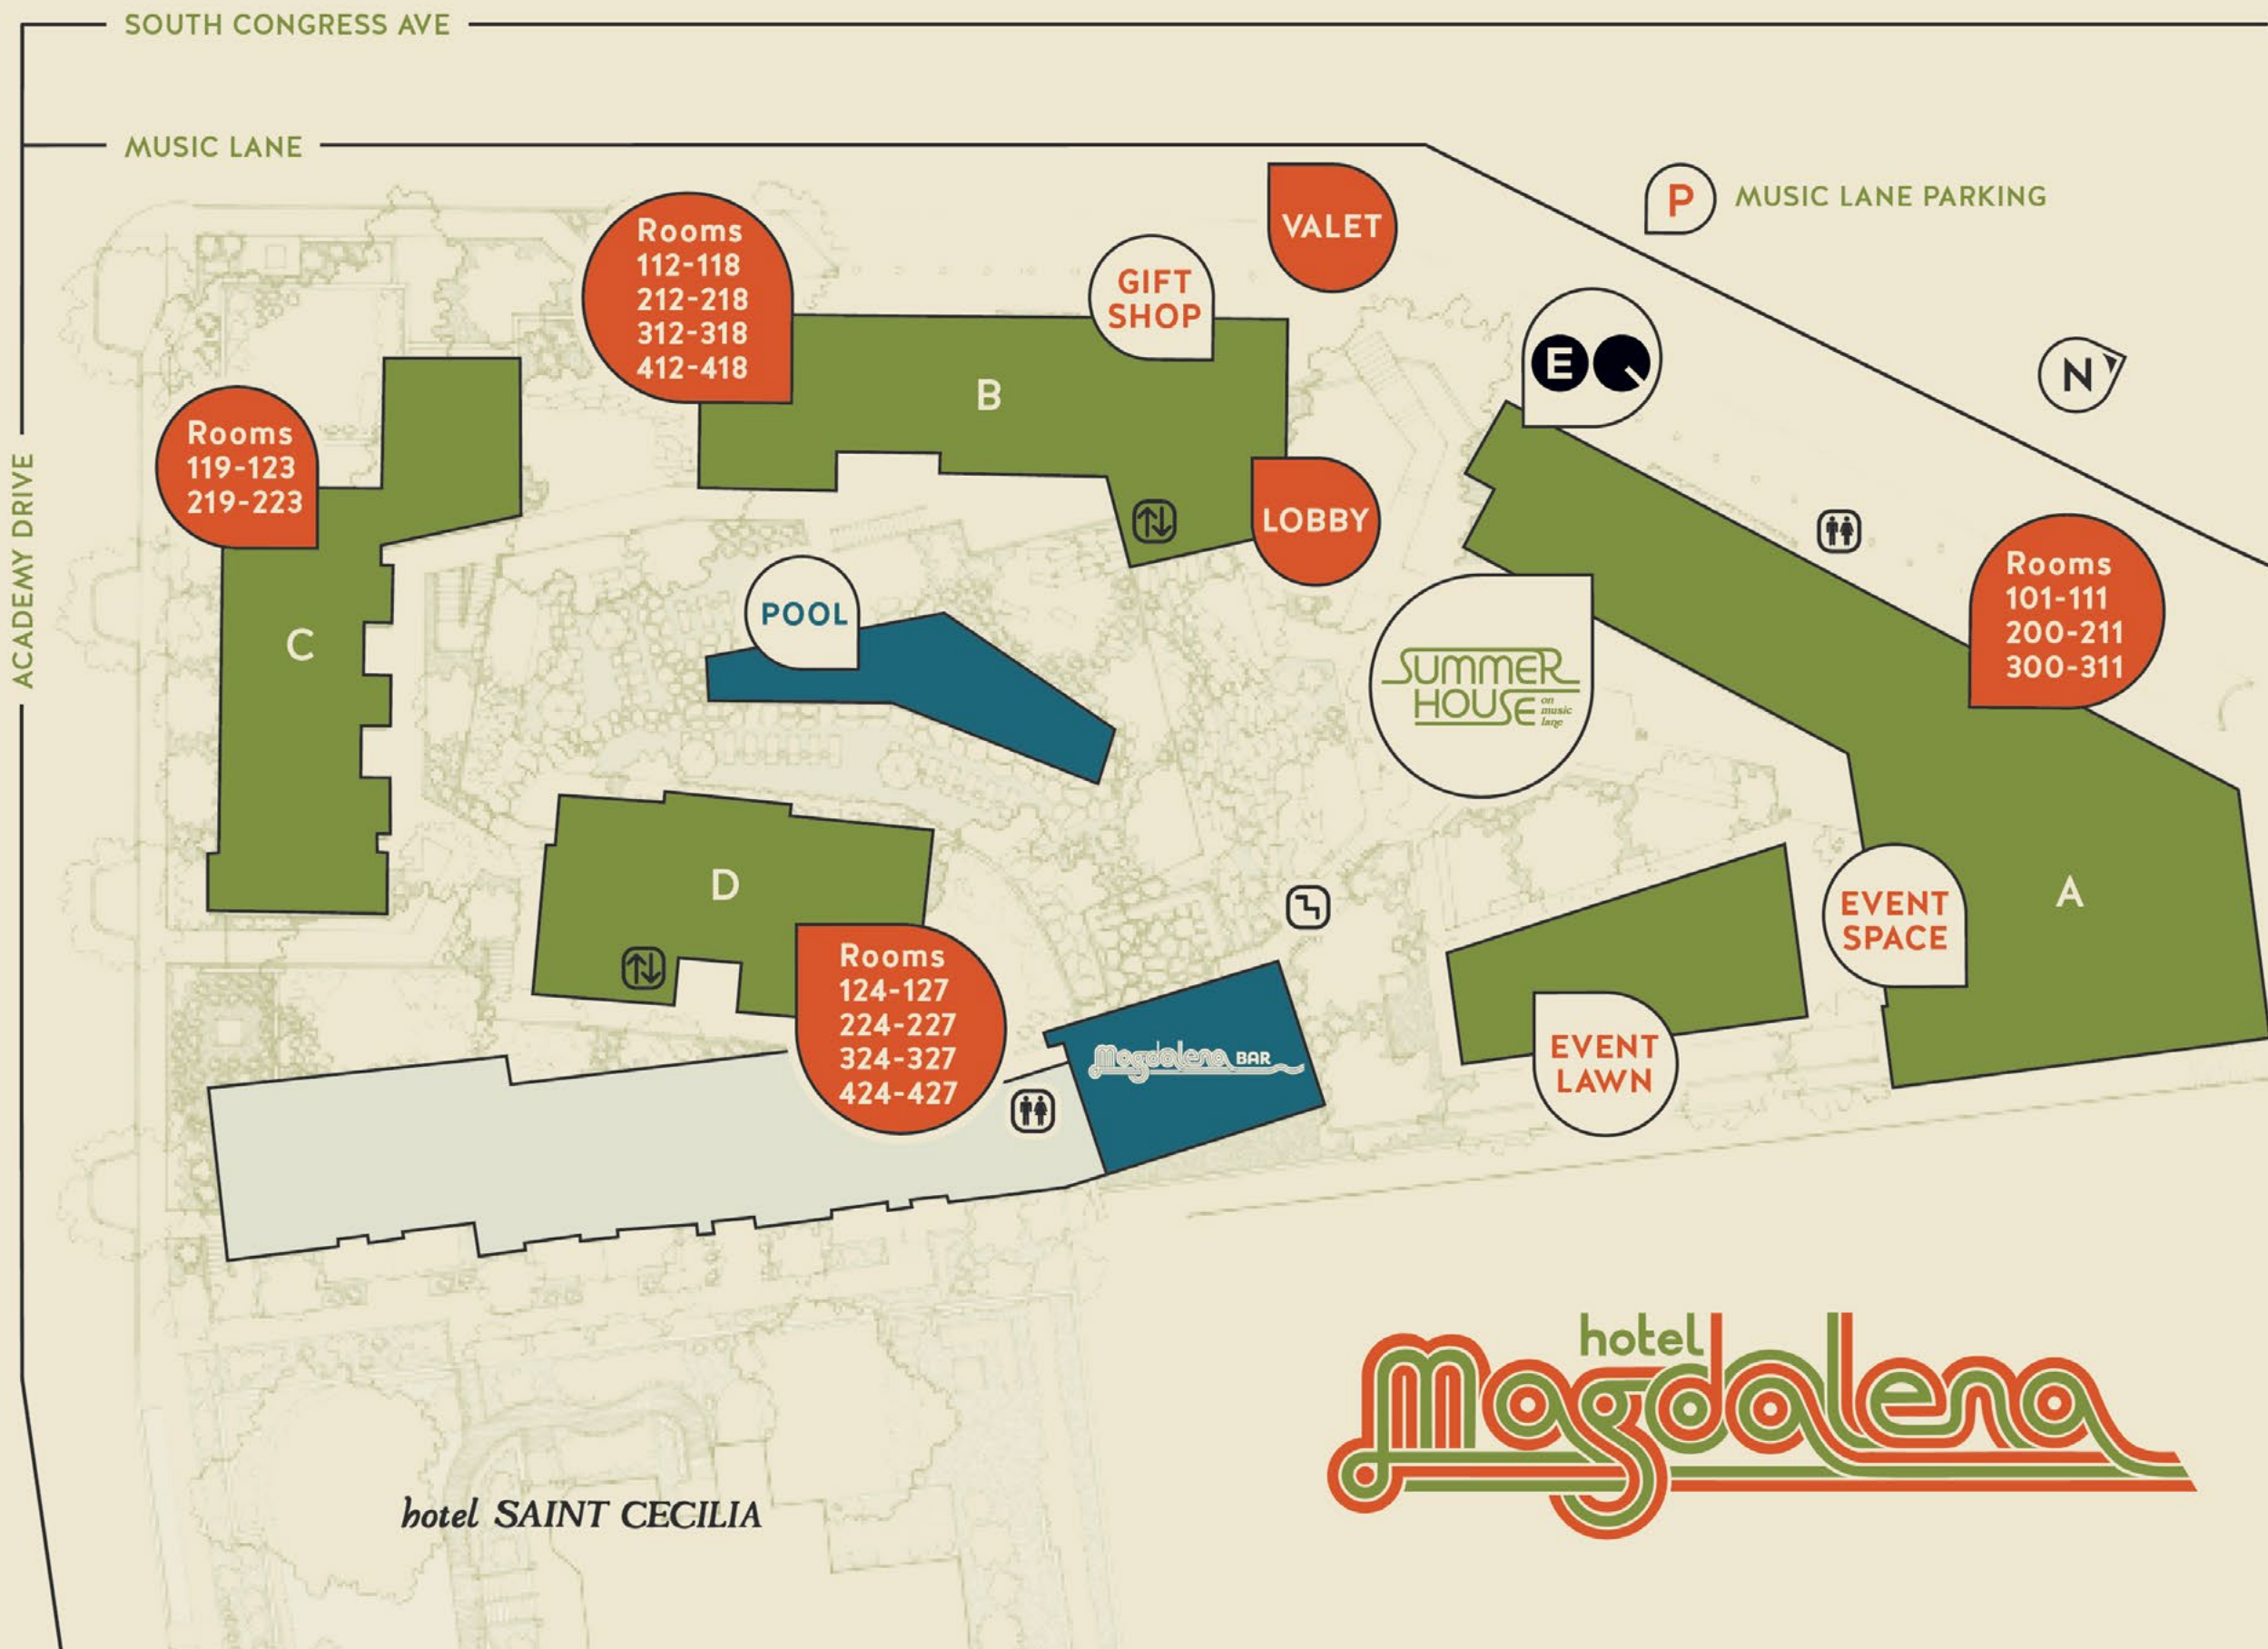 SOUTH CONGRESS AVE
MUSIC LANE
ACADEMY DRIVE
VALET
P
MUSIC LANE PARKING
Rooms
112-118
212-218
312-318
412-418
GIFT
SHOP
EQ
N
B
Rooms
119-123
219-223
LOBBY
Rooms
101-111
200-211
300-311
POOL
C
SUMMER
HOUSE on
music
lane
D
A
EVENT
SPACE
Rooms
124-127
224-227
324-327
424-427
magdalena BAR
EVENT
LAWN
hotel
magdalena
hotel SAINT CECILIA